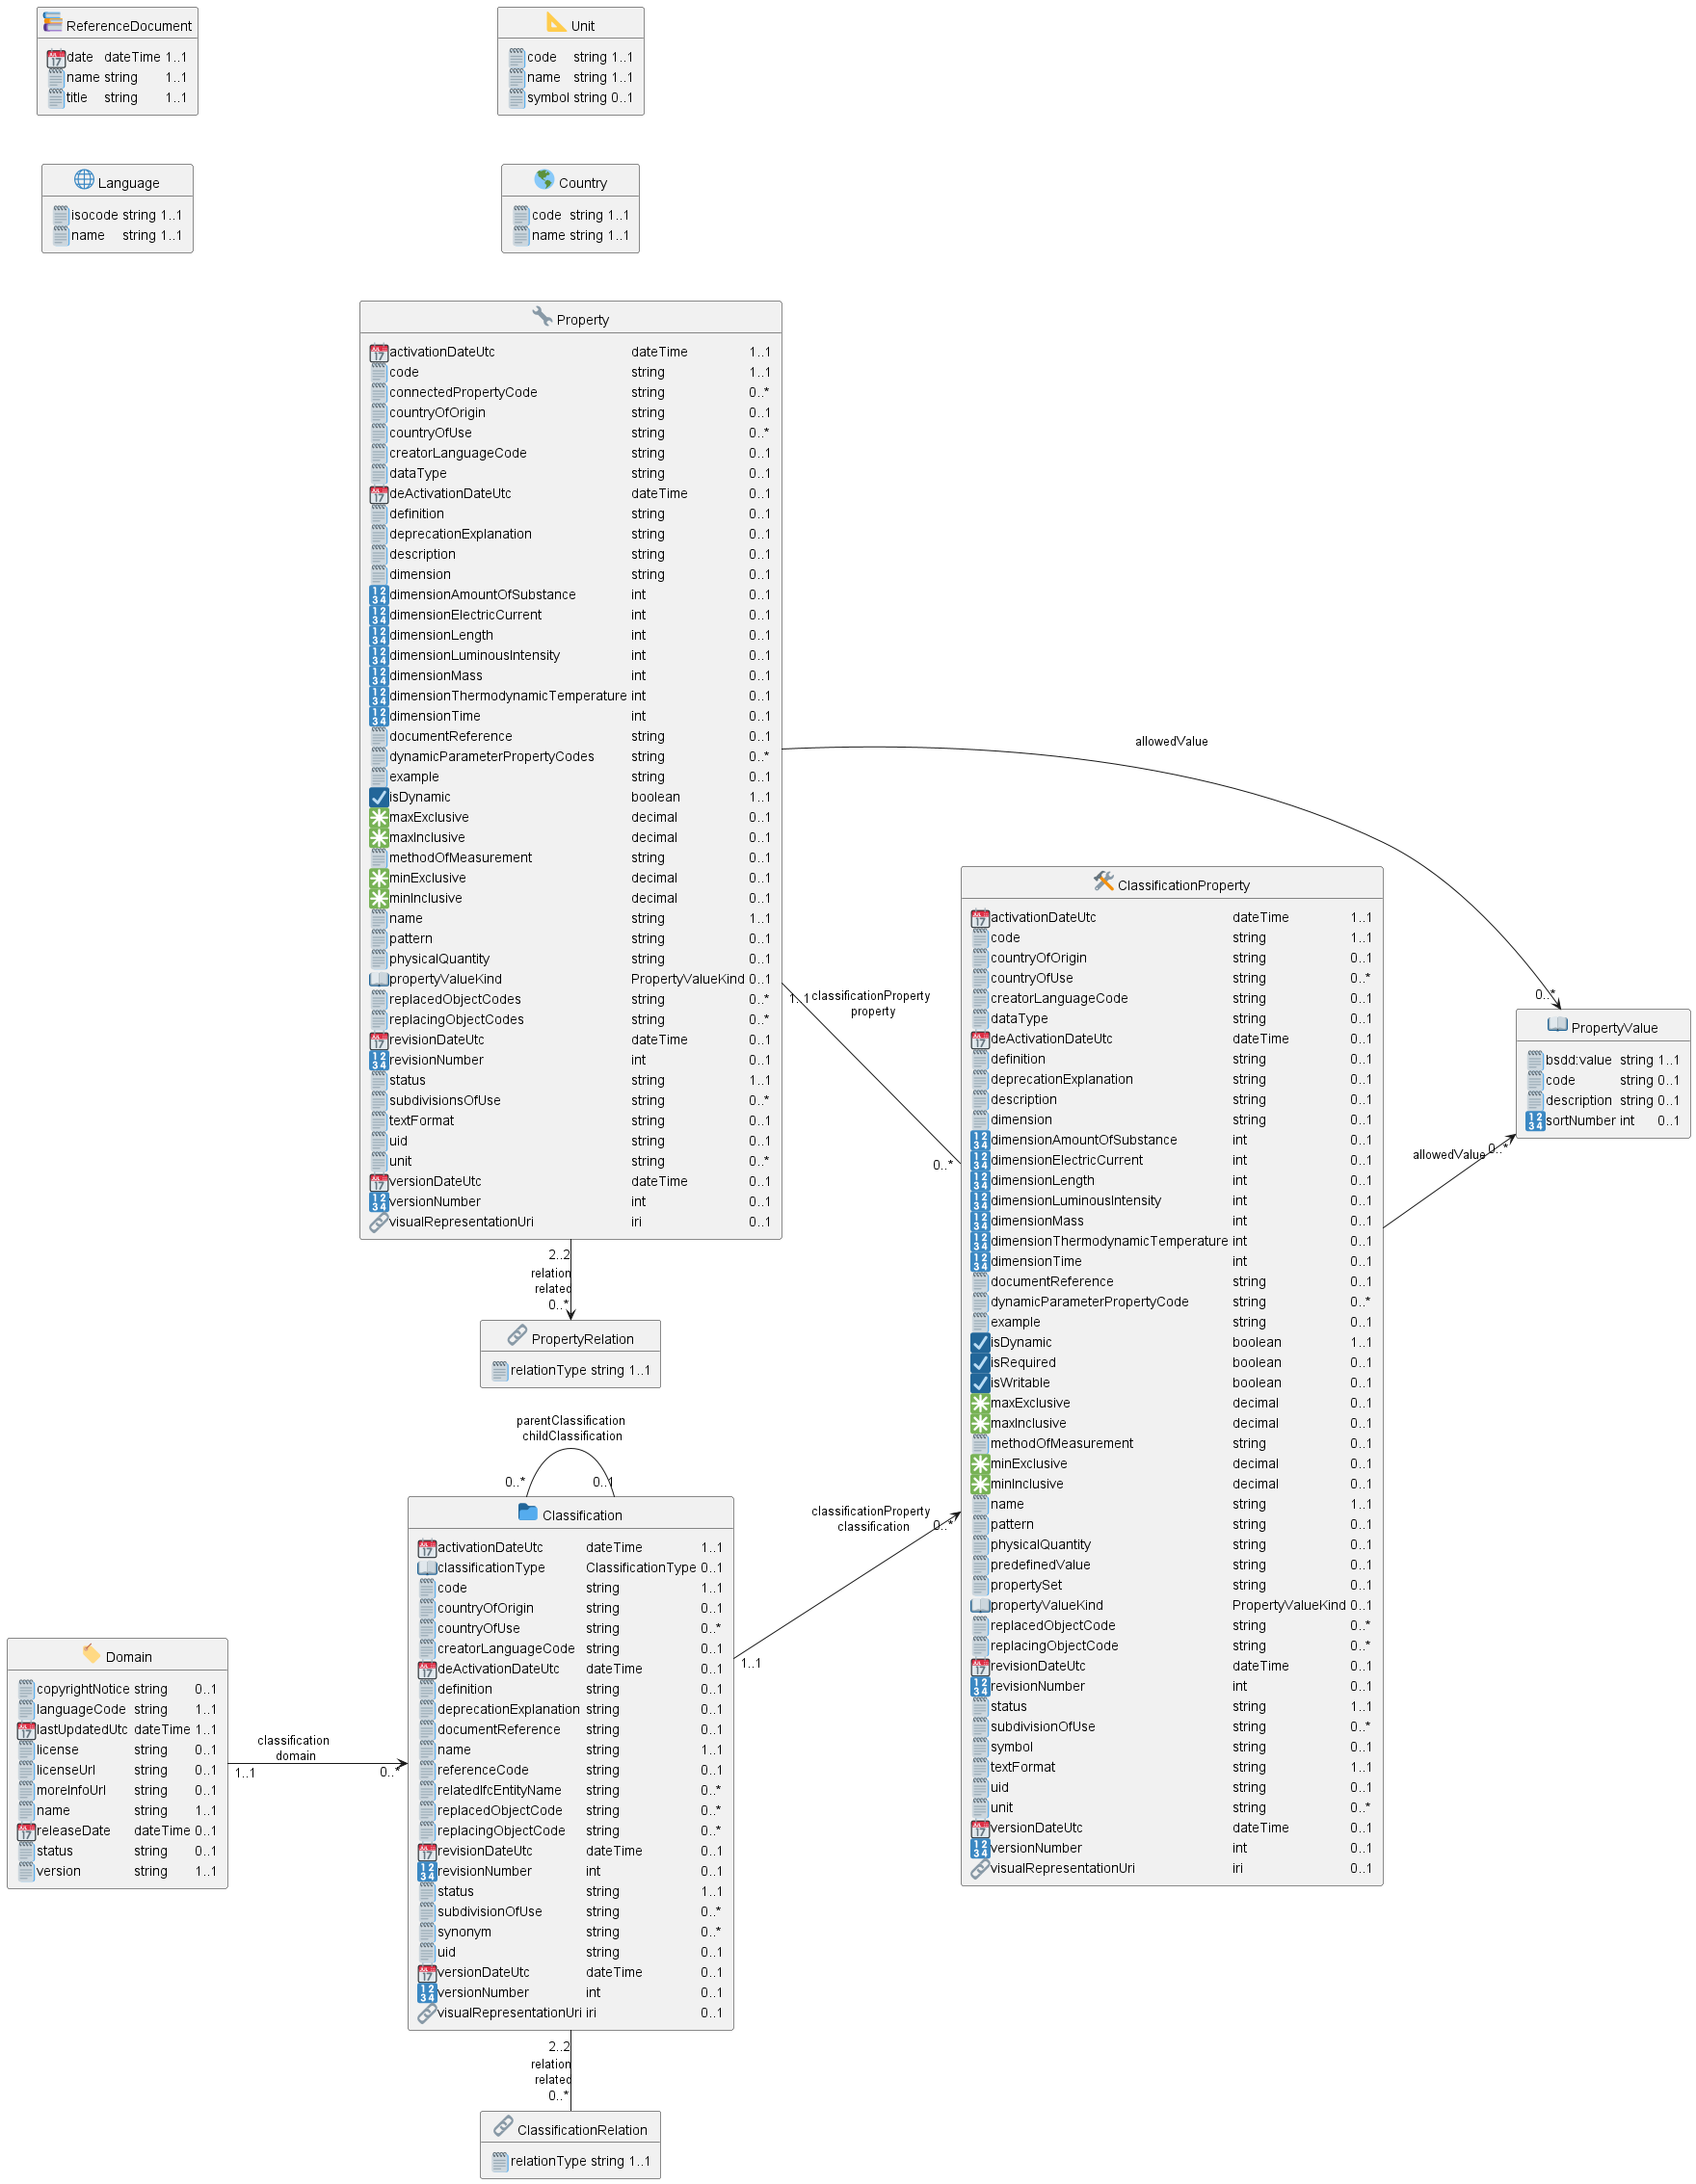 ReferenceDocument
date dateTime 1..1
name string 1..1
title string 1..1
Unit
code string 1..1
name string 1..1
symbol string 0..1
Language
isocode string 1..1
name string 1..1
Country
code string 1..1
name string 1..1
Property
activationDateUtc dateTime 1..1
code string 1..1
connectedPropertyCode string 0..*
countryOfOrigin string 0..1
countryOfUse string 0..*
creatorLanguageCode string 0..1
dataType string 0..1
deActivationDateUtc dateTime 0..1
definition string 0..1
deprecationExplanation string 0..1
description string 0..1
dimension string 0..1
dimensionAmountOfSubstance int 0..1
dimensionElectricCurrent int 0..1
dimensionLength int 0..1
dimensionLuminousIntensity int 0..1
dimensionMass int 0..1
dimensionThermodynamicTemperature int 0..1
dimensionTime int 0..1
documentReference string 0..1
dynamicParameterPropertyCodes string 0..*
example string 0..1
isDynamic boolean 1..1
maxExclusive decimal 0..1
maxInclusive decimal 0..1
methodOfMeasurement string 0..1
minExclusive decimal 0..1
minInclusive decimal 0..1
name string 1..1
pattern string 0..1
physicalQuantity string 0..1
propertyValueKind PropertyValueKind 0..1
replacedObjectCodes string 0..*
replacingObjectCodes string 0..*
revisionDateUtc dateTime 0..1
revisionNumber int 0..1
status string 1..1
subdivisionsOfUse string 0..*
textFormat string 0..1
uid string 0..1
unit string 0..*
versionDateUtc dateTime 0..1
versionNumber int 0..1
visualRepresentationUri iri 0..1
allowedValue
0..*
1..1
classificationProperty
property
0..*
ClassificationProperty
activationDateUtc dateTime 1..1
code string 1..1
countryOfOrigin string 0..1
countryOfUse string 0..*
creatorLanguageCode string 0..1
dataType string 0..1
deActivationDateUtc dateTime 0..1
definition string 0..1
deprecationExplanation string 0..1
description string 0..1
dimension string 0..1
dimensionAmountOfSubstance int 0..1
dimensionElectricCurrent int 0..1
dimensionLength int 0..1
dimensionLuminousIntensity int 0..1
dimensionMass int 0..1
dimensionThermodynamicTemperature int 0..1
dimensionTime int 0..1
documentReference string 0..1
dynamicParameterPropertyCode string 0..*
example string 0..1
isDynamic boolean 1..1
isRequired boolean 0..1
isWritable boolean 0..1
maxExclusive decimal 0..1
maxInclusive decimal 0..1
methodOfMeasurement string 0..1
minExclusive decimal 0..1
minInclusive decimal 0..1
name string 1..1
pattern string 0..1
physicalQuantity string 0..1
predefinedValue string 0..1
propertySet string 0..1
propertyValueKind PropertyValueKind 0..1
replacedObjectCode string 0..*
replacingObjectCode string 0..*
revisionDateUtc dateTime 0..1
revisionNumber int 0..1
status string 1..1
subdivisionOfUse string 0..*
symbol string 0..1
textFormat string 1..1
uid string 0..1
unit string 0..*
versionDateUtc dateTime 0..1
versionNumber int 0..1
visualRepresentationUri iri 0..1
PropertyValue
bsdd:value string 1..1
code string 0..1
description string 0..1
sortNumber int 0..1
allowedValue
0..*
2..2
relation
related
0..*
PropertyRelation
relationType string 1..1
parentClassification
childClassification
0..*
0..1
Classification
activationDateUtc dateTime 1..1
classificationType ClassificationType 0..1
code string 1..1
countryOfOrigin string 0..1
countryOfUse string 0..*
creatorLanguageCode string 0..1
deActivationDateUtc dateTime 0..1
definition string 0..1
deprecationExplanation string 0..1
documentReference string 0..1
name string 1..1
referenceCode string 0..1
relatedIfcEntityName string 0..*
replacedObjectCode string 0..*
replacingObjectCode string 0..*
revisionDateUtc dateTime 0..1
revisionNumber int 0..1
status string 1..1
subdivisionOfUse string 0..*
synonym string 0..*
uid string 0..1
versionDateUtc dateTime 0..1
versionNumber int 0..1
visualRepresentationUri iri 0..1
classificationProperty
classification
0..*
1..1
Domain
copyrightNotice string 0..1
languageCode string 1..1
lastUpdatedUtc dateTime 1..1
license string 0..1
licenseUrl string 0..1
moreInfoUrl string 0..1
name string 1..1
releaseDate dateTime 0..1
status string 0..1
version string 1..1
classification
domain
1..1
0..*
2..2
relation
related
0..*
ClassificationRelation
relationType string 1..1